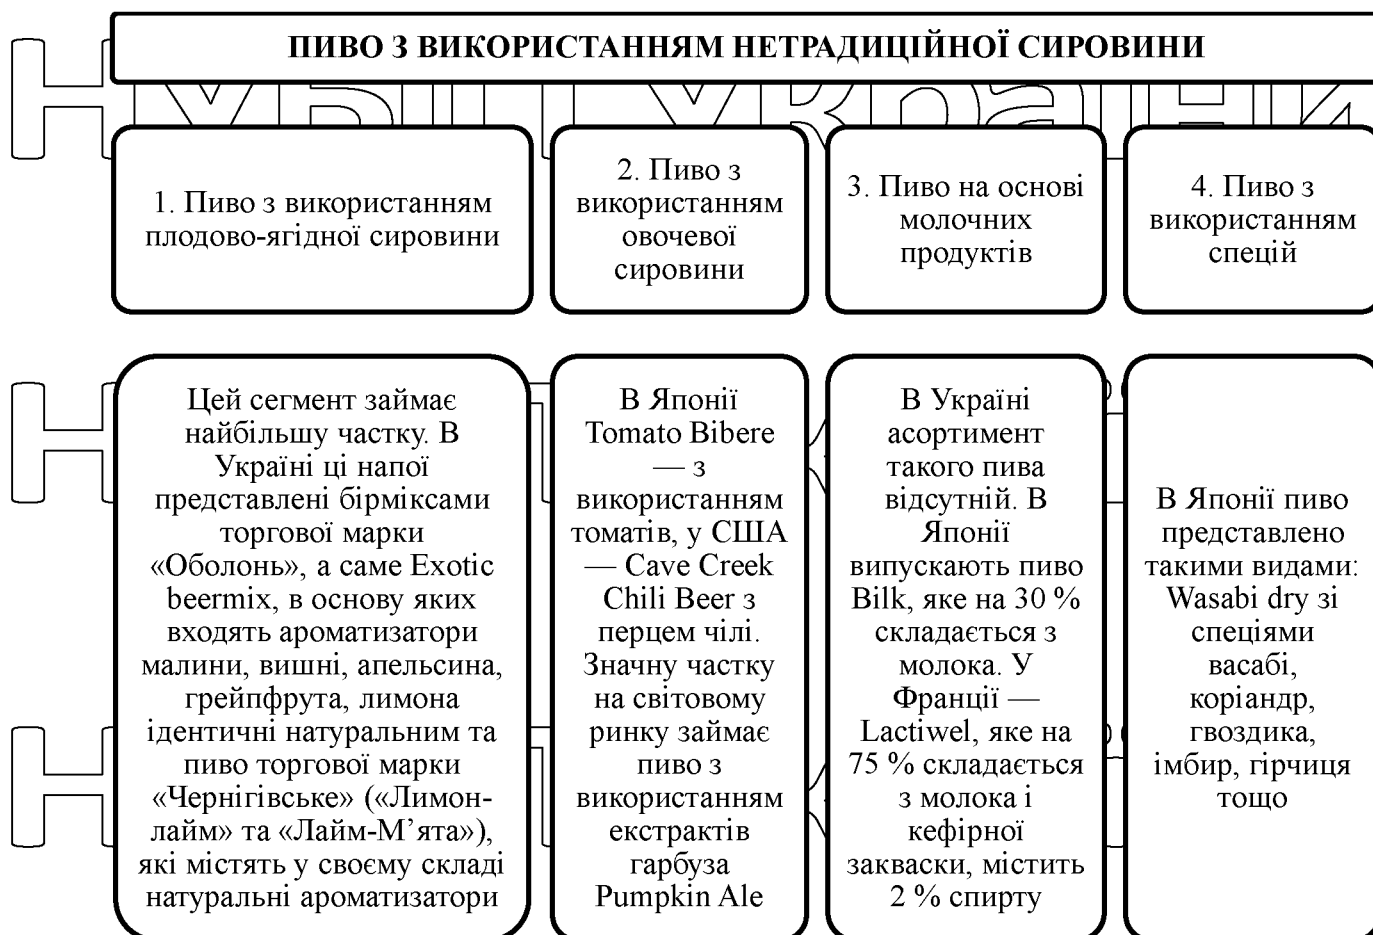 ПИВО З ВИКОРИСТАННЯМ НЕТРАДИЦІЙНОЇ СИРОВИНИ
1. Пиво з використанням
плодово-ягідної сировини
2. Пиво з
використанням
овочевої
сировини
3. Пиво на основі
молочних
продуктів
4. Пиво з
використанням
спецій
Цей сегмент займає
найбільшу частку. В
Україні ці напої
представлені бірміксами
торгової марки
«Оболонь», а саме Exotic
beermix, в основу яких
входять ароматизатори
малини, вишні, апельсина,
грейпфрута, лимона
ідентичні натуральним та
пиво торгової марки
«Чернігівське» («Лимон-
лайм» та «Лайм-М’ята»),
які містять у своєму складі
натуральні ароматизатори
В Японії
Tomato Bibere
— з
використанням
томатів, у США
— Cave Creek
Chili Beer з
перцем чілі.
Значну частку
на світовому
ринку займає
пиво з
використанням
екстрактів
гарбуза
Pumpkin Ale
В Україні
асортимент
такого пива
відсутній. В
Японії
випускають пиво
Bilk, яке на 30 %
складається з
молока. У
Франції —
Lactiwel, яке на
75 % складається
з молока і
кефірної
закваски, містить
2 % спирту
В Японії пиво
представлено
такими видами:
Wasabi dry зі
спеціями
васабі,
коріандр,
гвоздика,
імбир, гірчиця
тощо